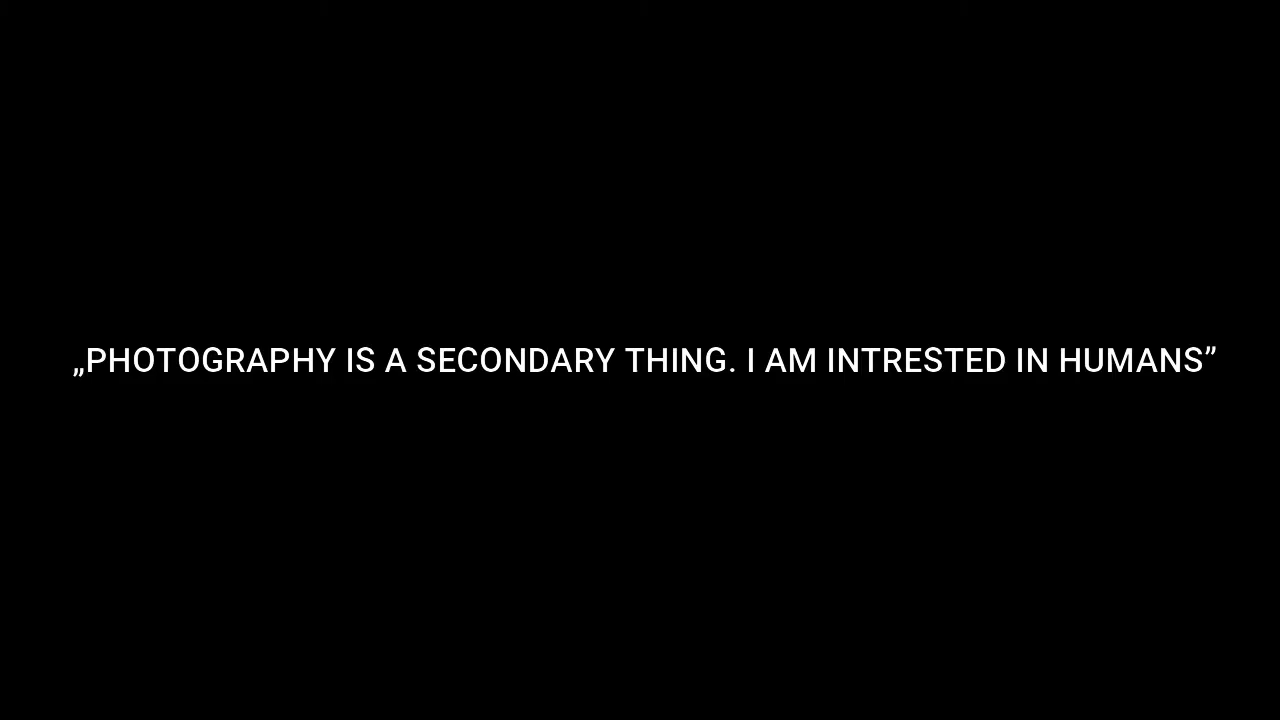 „PHOTOGRAPHY IS A SECONDARY THING. I AM INTRESTED IN HUMANS”